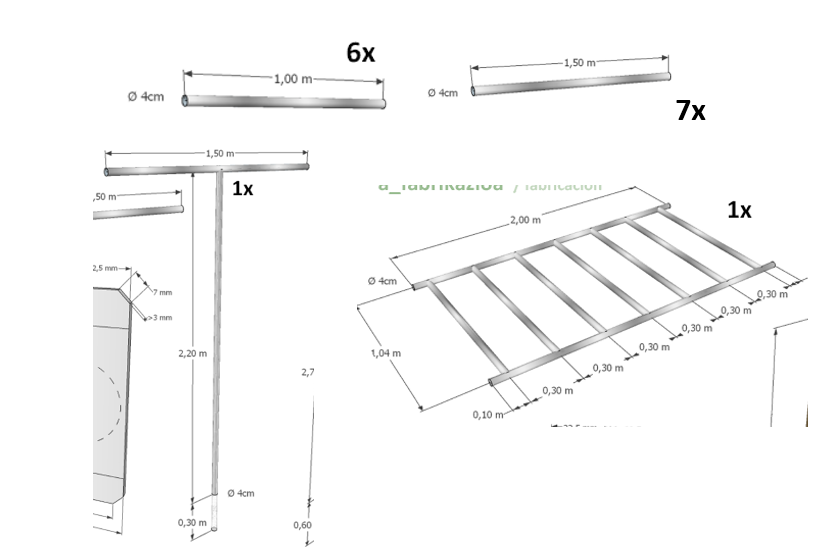 6x
1,00 m
Ø 4cm
1,50 m
Ø 4cm
7x
1,50 m
1x
,50 m
2,5 mm
7 mm
>3 mm
2,20 m
2,7
Ø 4cm
0,30 m
0,60
a_fabrikazioa / fabricación
2,00 m
1x
Ø 4cm
1,04 m
0,30 m
0,30 m
0,30 m
0,30 m
0,30 m
0,30 m
0,10 m